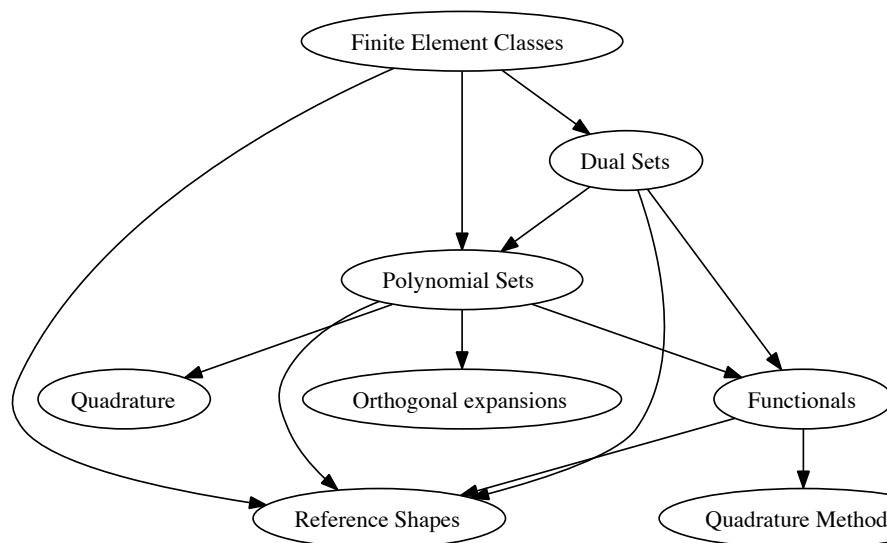 Finite Element Classes
Dual Sets
Polynomial Sets
Quadrature
Orthogonal expansions
Functionals
Reference Shapes
Quadrature Method